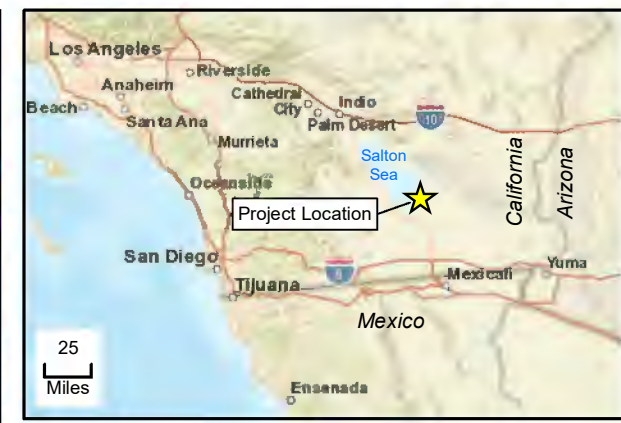 Los Angeles
Riverside
Anaheim
Cathedral
City
Indio
Palm Desert
10
Beach
Santa Ana
Murrieta
Salton
Sea
California
Arizona
Oceanside
Project Location
San Diego
8
Mexicali
Yuma
Tijuana
Mexico
25
Miles
Ensenada